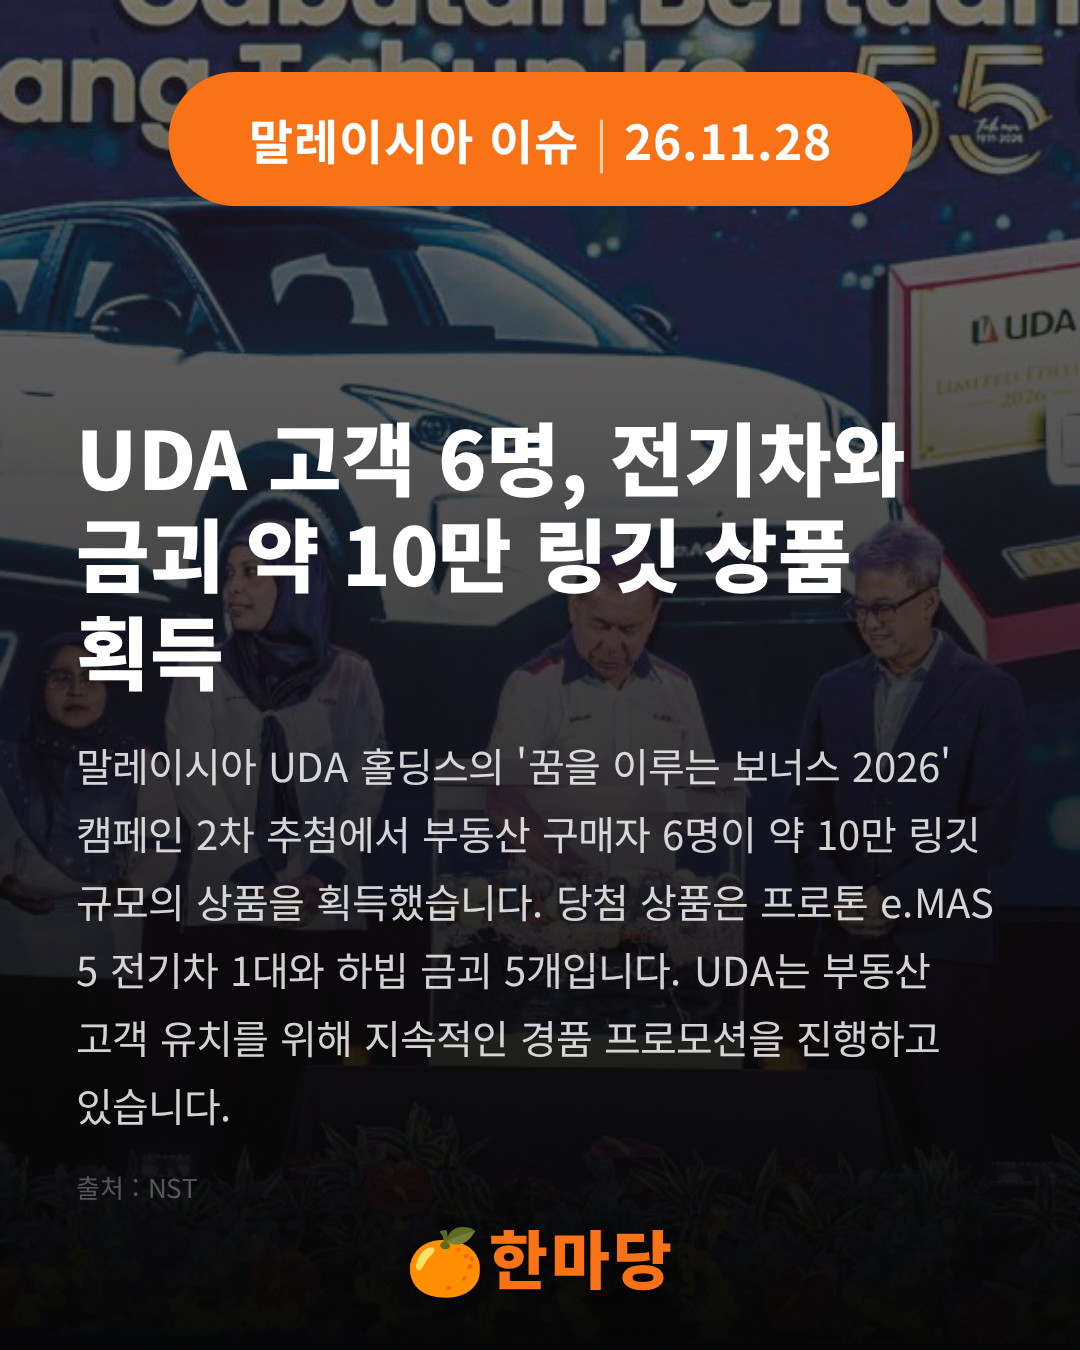 ang Tahun ke
55
말레이시아 이슈 | 26.11.28
UDA
LIMITED EDITI
2026
UDA 고객 6명, 전기차와
금괴 약 10만 링깃 상품
획득
말레이시아 UDA 홀딩스의 '꿈을 이루는 보너스 2026'
캠페인 2차 추첨에서 부동산 구매자 6명이 약 10만 링깃
규모의 상품을 획득했습니다. 당첨 상품은 프로톤 e.MAS
5 전기차 1대와 하빕 금괴 5개입니다. UDA는 부동산
고객 유치를 위해 지속적인 경품 프로모션을 진행하고
있습니다.
출처 : NST
한마당